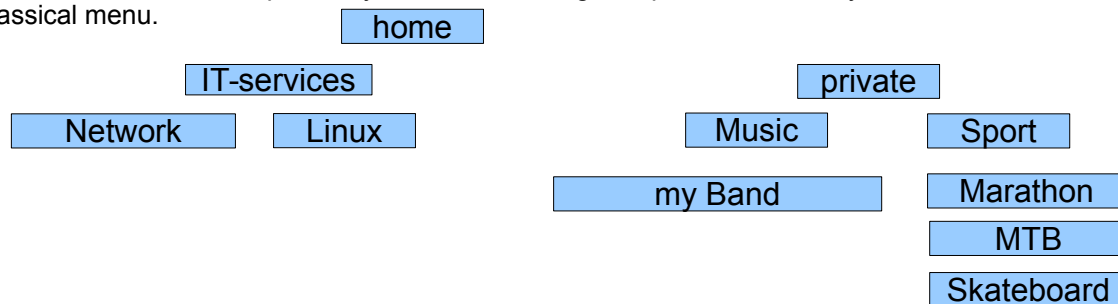 assical menu.
home
IT-services private
Network Linux Music Sport
my Band Marathon
MTB
Skateboard